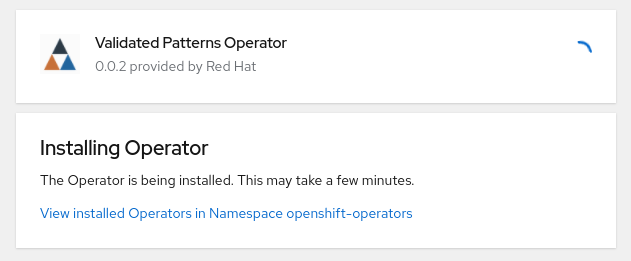 Validated Patterns Operator
0.0.2 provided by Red Hat
Installing Operator
The Operator is being installed. This may take a few minutes.
View installed Operators in Namespace openshift-operators